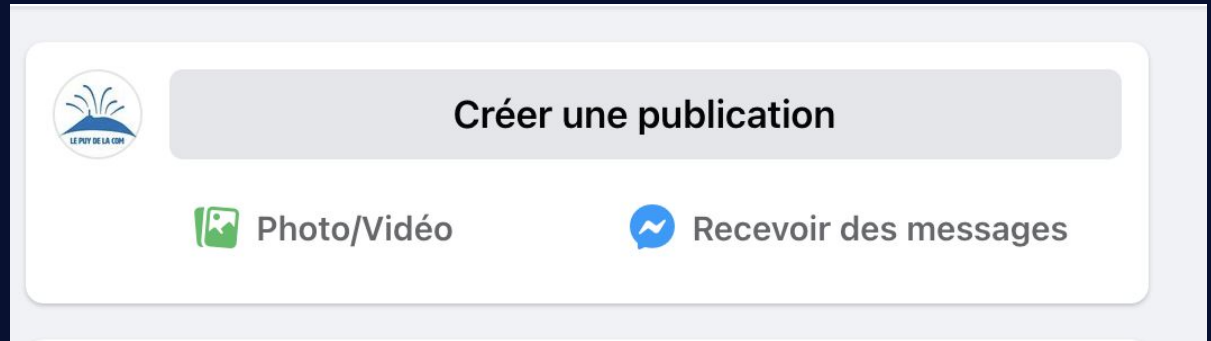 Créer une publication
LE PUY DE LA COM
Photo/Vidéo
Recevoir des messages